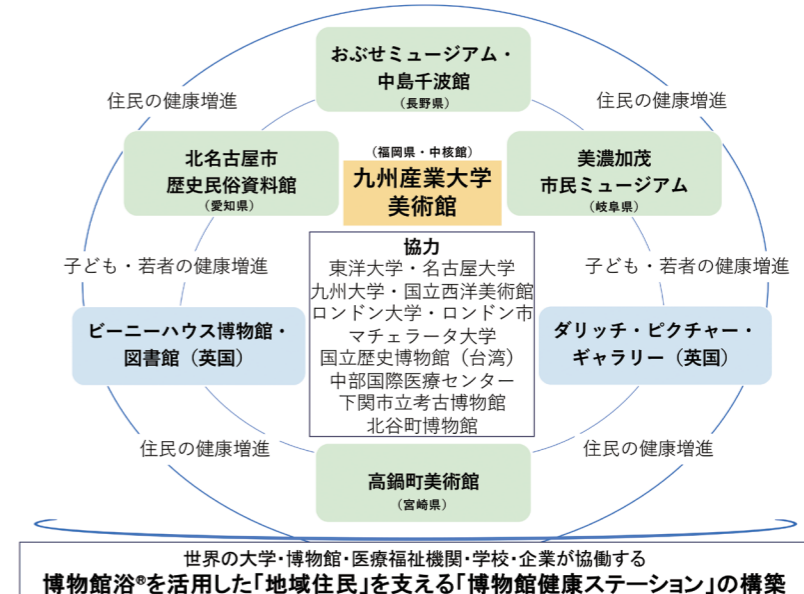 おぶせミュージアム・
中島千波館
（長野県）
住民の健康増進
住民の健康増進
北名古屋市
歴史民俗資料館
（愛知県）
（福岡県・中核館）
九州産業大学
美術館
美濃加茂
市民ミュージアム
（岐阜県）
協力
東洋大学・名古屋大学
九州大学・国立西洋美術館
ロンドン大学・ロンドン市
マチェラータ大学
国立歴史博物館（台湾）
中部国際医療センター
下関市立考古博物館
北谷町博物館
子ども・若者の健康増進
子ども・若者の健康増進
ビーニーハウス博物館・
図書館（英国）
ダリッチ・ピクチャー・
ギャラリー（英国）
住民の健康増進
住民の健康増進
高鍋町美術館
（宮崎県）
世界の大学・博物館・医療福祉機関・学校・企業が協働する
博物館浴®を活用した「地域住民」を支える「博物館健康ステーション」の構築